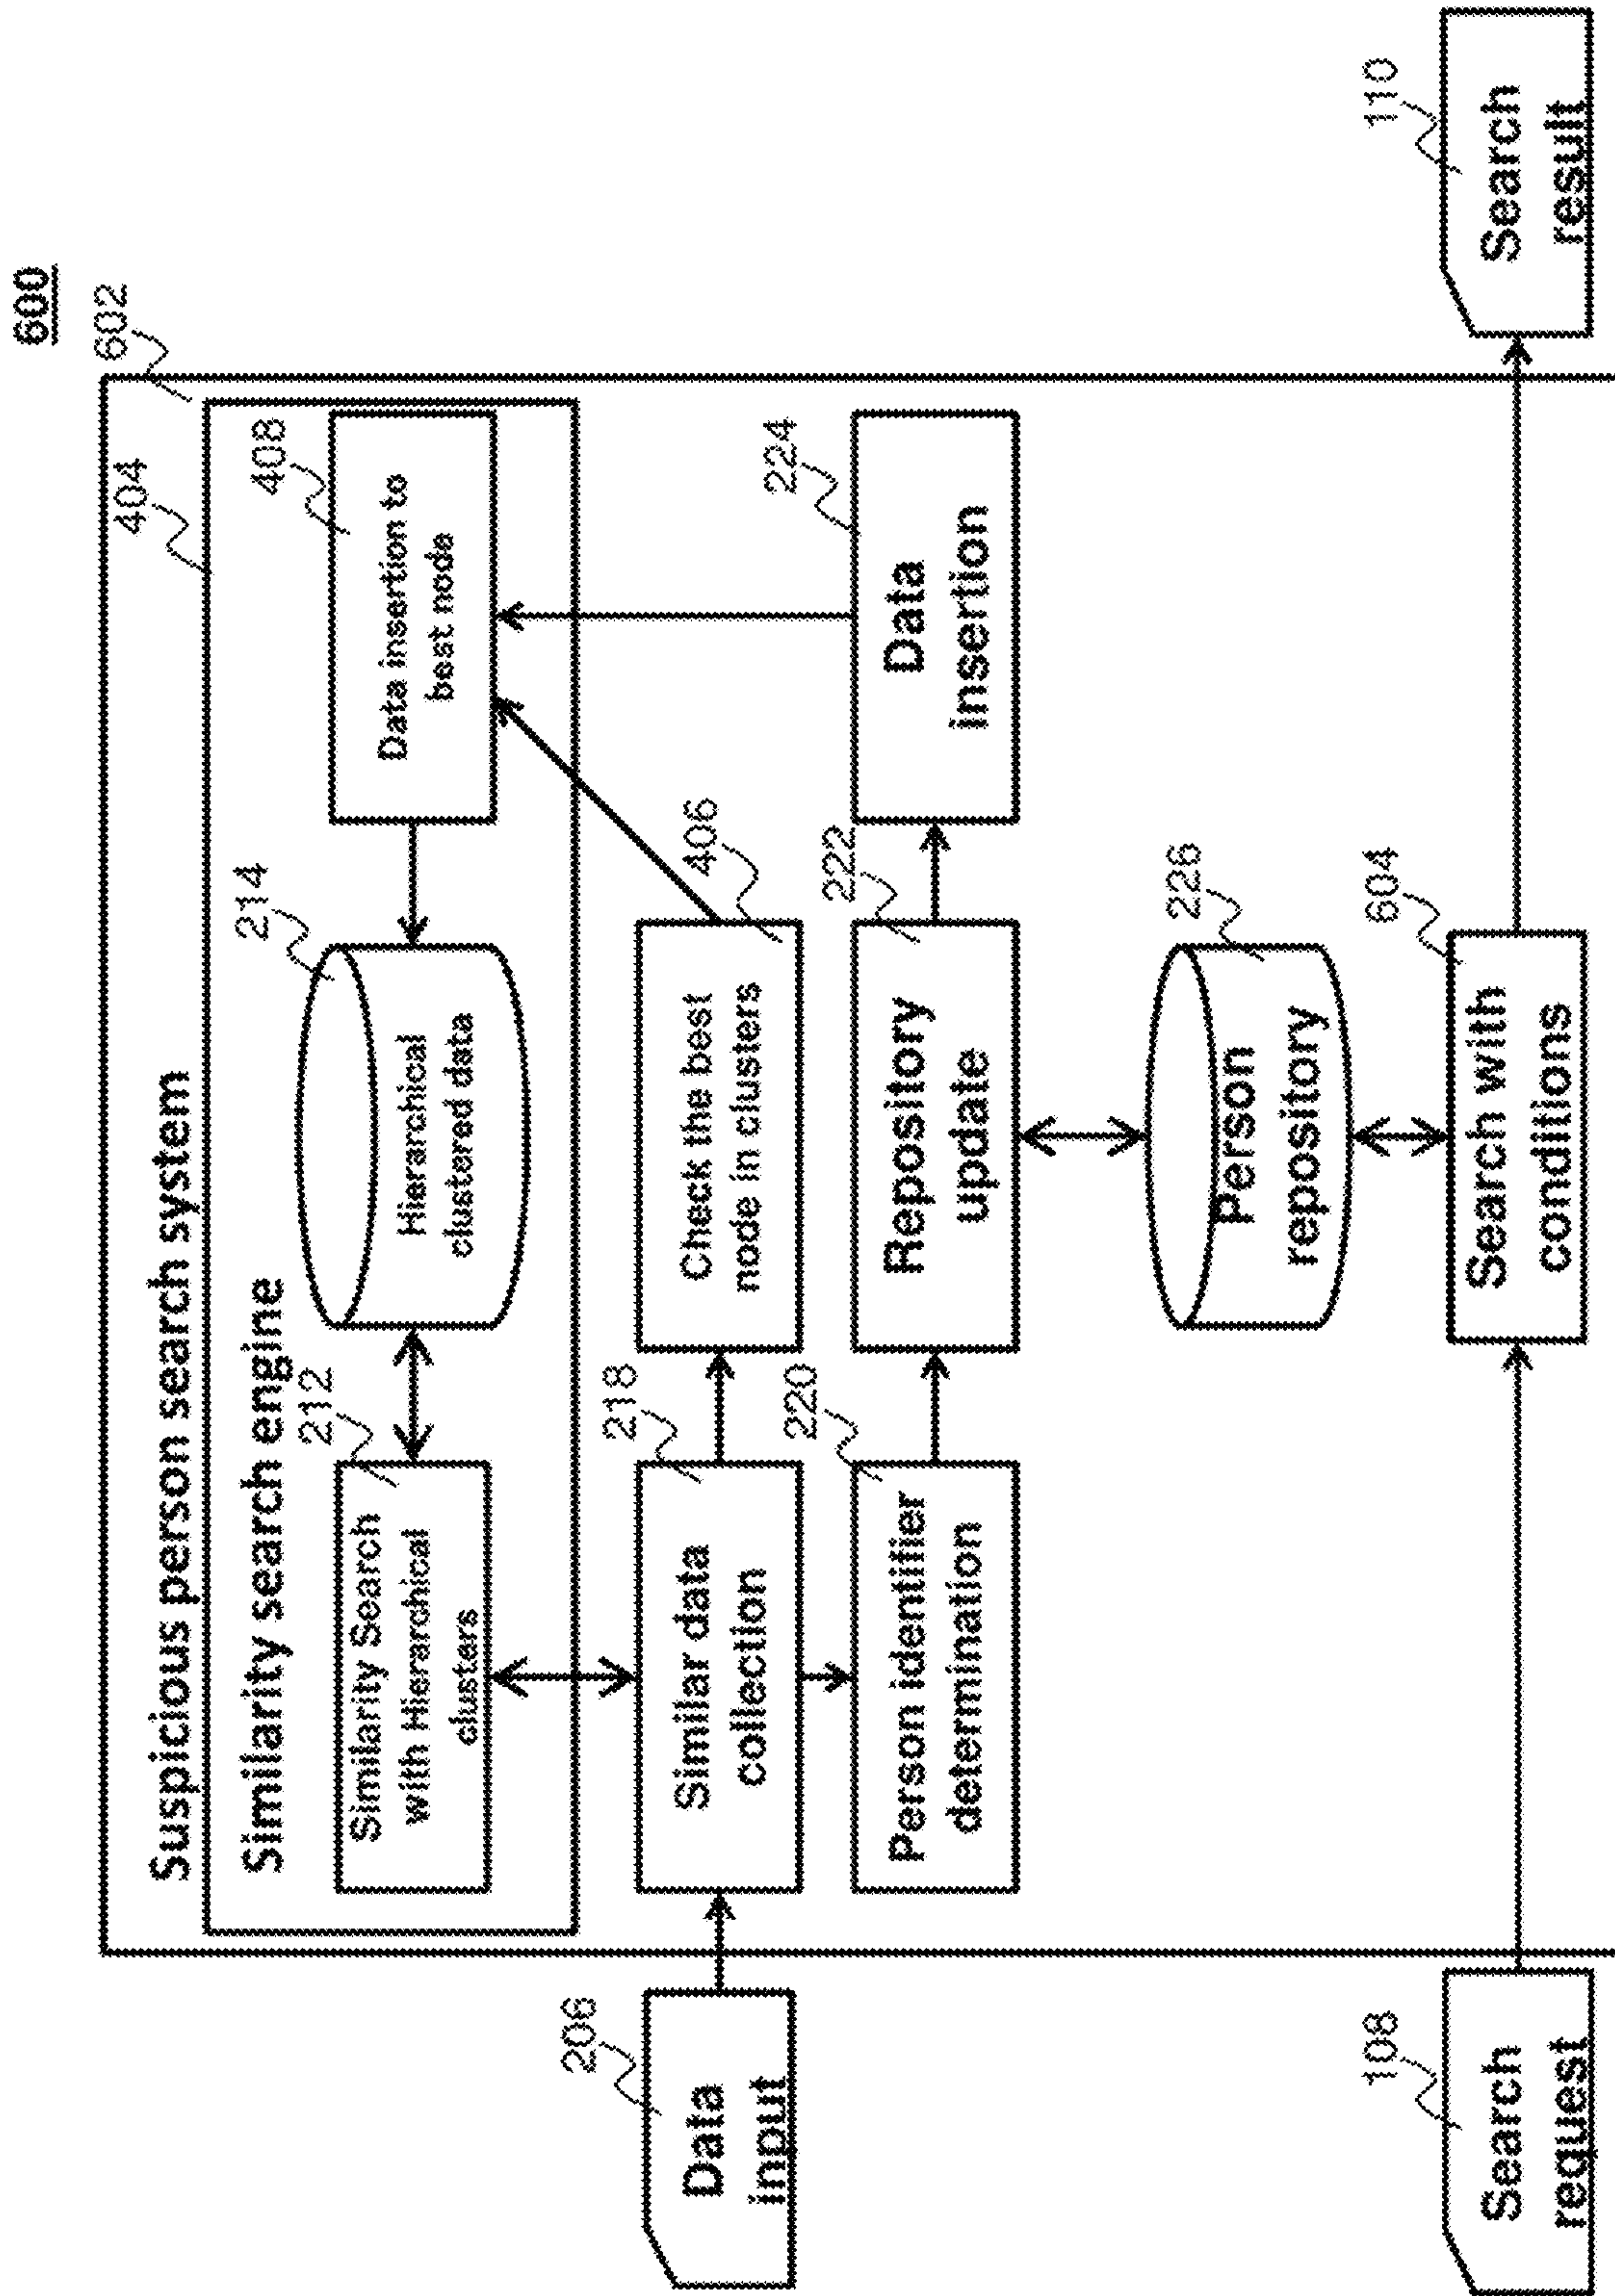 600
602
Suspicious person search system
404
Similarity search engine
212
Similarity Search
with Hierarchical
clusters
214
Hierarchical
clustered data
408
Data insertion to
best node
206
Data
input
218
Similar data
collection
406
Check the best
node in clusters
220
Person identifier
determination
222
Repository
update
224
Data
insertion
226
Person
repository
108
Search
request
604
Search with
conditions
110
Search
result